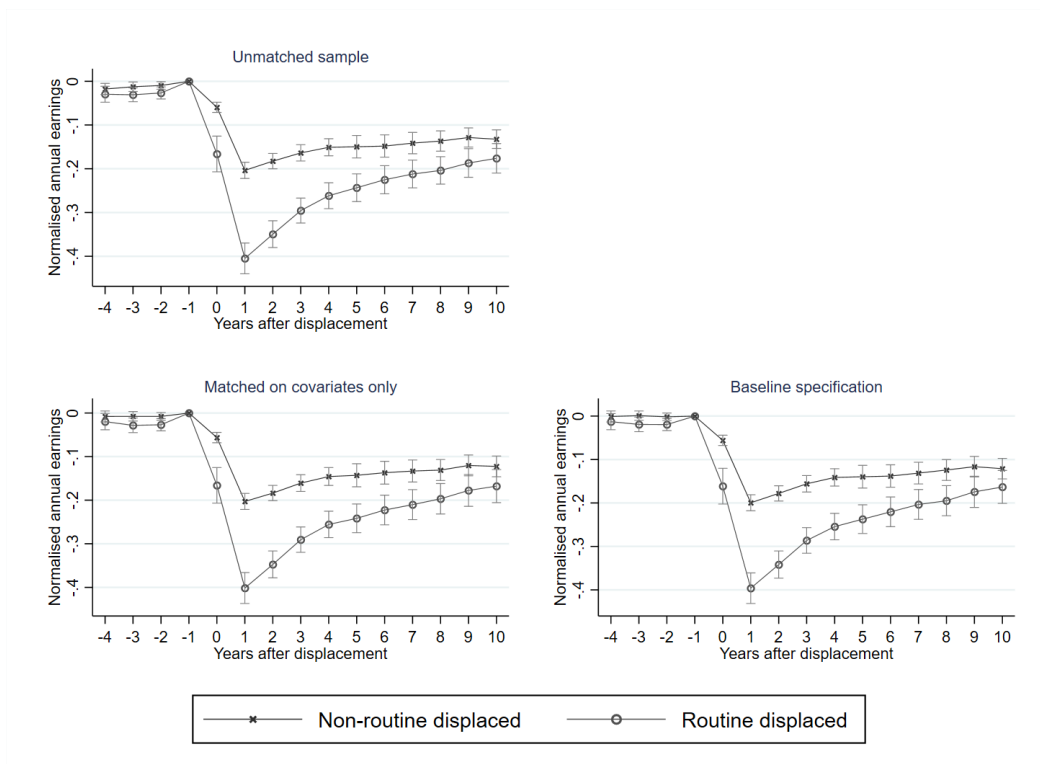 Unmatched sample
Normalised annual earnings
0
-.1
-.2
-.3
-.4
-4 -3 -2 -1 0 1 2 3 4 5 6 7 8 9 10
Years after displacement
Matched on covariates only
Normalised annual earnings
0
-.1
-.2
-.3
-.4
-4 -3 -2 -1 0 1 2 3 4 5 6 7 8 9 10
Years after displacement
Baseline specification
Normalised annual earnings
0
-.1
-.2
-.3
-.4
-4 -3 -2 -1 0 1 2 3 4 5 6 7 8 9 10
Years after displacement
Non-routine displaced
Routine displaced